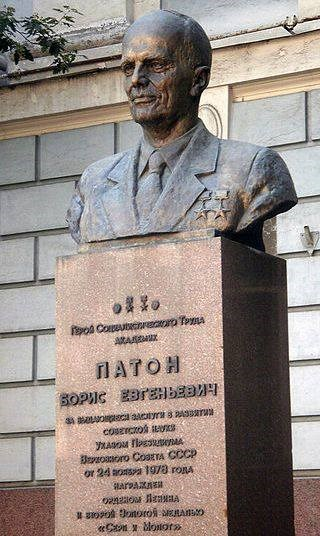 Герой Социалистического Труда
академик
ПАТОН
БОРИС ЕВГЕНЬЕВИЧ
за выдающиеся заслуги в развитии
советской науки
Указом Президиума
Верховного Совета СССР
от 24 ноября 1978 года
награжден
орденом Ленина
и второй Золотой медалью
«Серп и Молот»